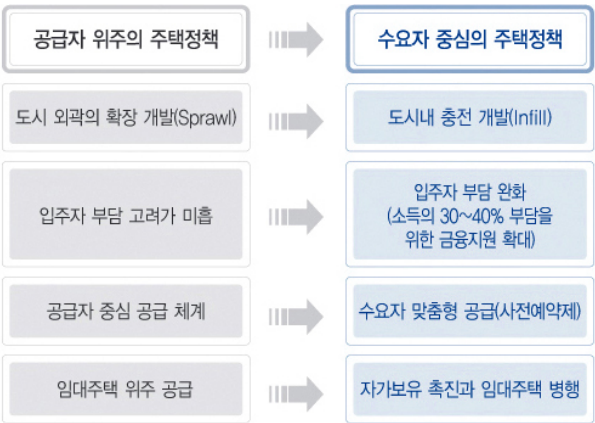 공급자 위주의 주택정책
수요자 중심의 주택정책
도시 외곽의 확장 개발(Sprawl)
도시내 충전 개발(Infill)
입주자 부담 고려가 미흡
입주자 부담 완화
(소득의 30~40% 부담을
위한 금융지원 확대)
공급자 중심 공급 체계
수요자 맞춤형 공급(사전예약제)
임대주택 위주 공급
자가보유 촉진과 임대주택 병행